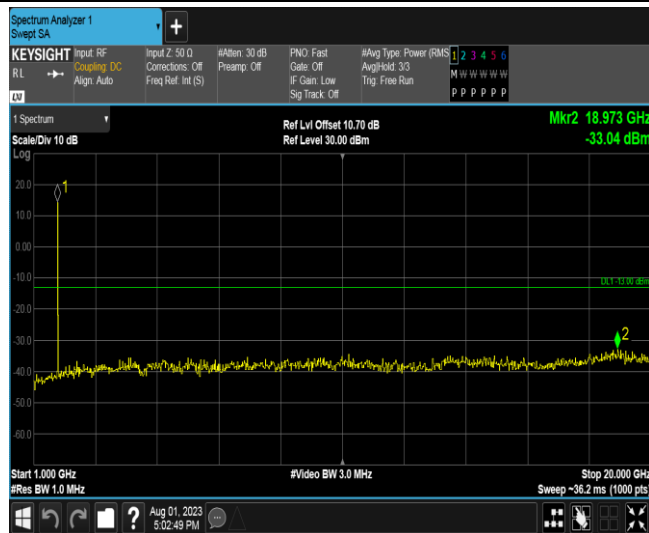 Spectrum Analyzer 1
Swept SA
+
KEYSIGHT
RL
LXI
Input: RF
Coupling: DC
Align: Auto
Input Z: 50 Ω
Corrections: Off
Freq Ref: Int (S)
#Atten: 30 dB
Preamp: Off
PNO: Fast
Gate: Off
IF Gain: Low
Sig Track: Off
#Avg Type: Power (RMS
Avg|Hold: 3/3
Trig: Free Run
1 2 3 4 5 6
M W W W W W
P P P P P P
1 Spectrum
Scale/Div 10 dB
Log
Ref Lvl Offset 10.70 dB
Ref Level 30.00 dBm
Mkr2 18.973 GHz
-33.04 dBm
20.0
10.0
0.00
-10.0
-20.0
-30.0
-40.0
-50.0
-60.0
1
DL1 -13.00 dBm
2
Start 1.000 GHz
#Res BW 1.0 MHz
#Video BW 3.0 MHz
Stop 20.000 GHz
Sweep ~36.2 ms (1000 pts)
?
Aug 01, 2023
5:02:49 PM